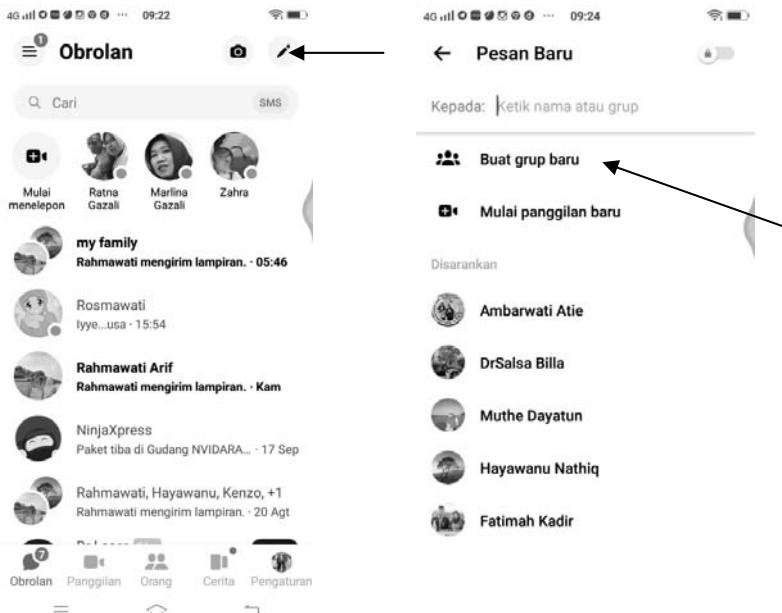 4G 09:22
1
Obrolan
Cari SMS
Mulai
menelepon
Ratna
Gazali
Marlina
Gazali
Zahra
my family
Rahmawati mengirim lampiran. · 05:46
Rosmawati
Iyye...usa · 15:54
Rahmawati Arif
Rahmawati mengirim lampiran. · Kam
NinjaXpress
Paket tiba di Gudang NVIDARA... · 17 Sep
Rahmawati, Hayawanu, Kenzo, +1
Rahmawati mengirim lampiran. · 20 Agt
7
Obrolan Panggilan Orang Cerita Pengaturan
4G 09:24
Pesan Baru
Kepada: Ketik nama atau grup
Buat grup baru
Mulai panggilan baru
Disarankan
Ambarwati Atie
DrSalsa Billa
Muthe Dayatun
Hayawanu Nathiq
Fatimah Kadir